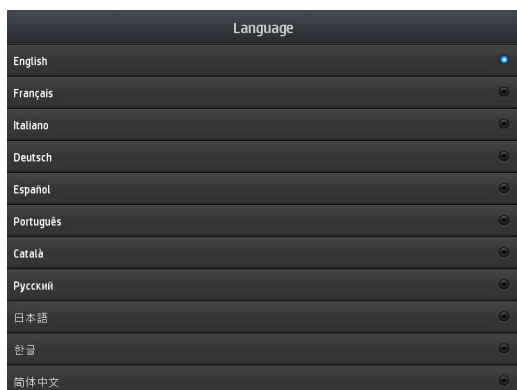 Language
English
Français
Italiano
Deutsch
Español
Português
Català
Русский
日本語
한글
简体中文